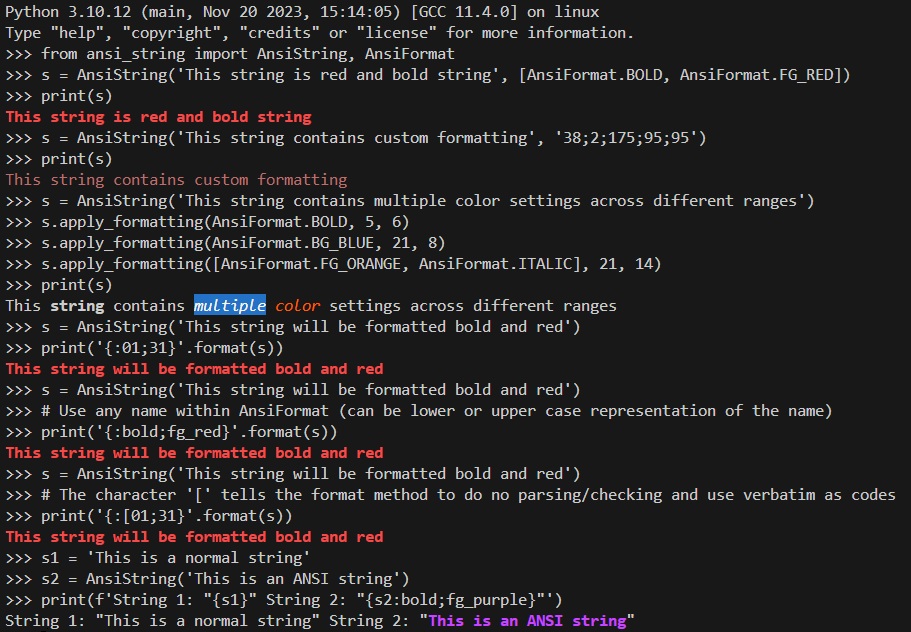 Python 3.10.12 (main, Nov 20 2023, 15:14:05) [GCC 11.4.0] on linux
Type "help", "copyright", "credits" or "license" for more information.
>>> from ansi_string import AnsiString, AnsiFormat
>>> s = AnsiString('This string is red and bold string', [AnsiFormat.BOLD, AnsiFormat.FG_RED])
>>> print(s)
This string is red and bold string
>>> s = AnsiString('This string contains custom formatting', '38;2;175;95;95')
>>> print(s)
This string contains custom formatting
>>> s = AnsiString('This string contains multiple color settings across different ranges')
>>> s.apply_formatting(AnsiFormat.BOLD, 5, 6)
>>> s.apply_formatting(AnsiFormat.BG_BLUE, 21, 8)
>>> s.apply_formatting([AnsiFormat.FG_ORANGE, AnsiFormat.ITALIC], 21, 14)
>>> print(s)
This string contains multiple color settings across different ranges
>>> s = AnsiString('This string will be formatted bold and red')
>>> print('{:01;31}'.format(s))
This string will be formatted bold and red
>>> s = AnsiString('This string will be formatted bold and red')
>>> # Use any name within AnsiFormat (can be lower or upper case representation of the name)
>>> print('{:bold;fg_red}'.format(s))
This string will be formatted bold and red
>>> s = AnsiString('This string will be formatted bold and red')
>>> # The character '[' tells the format method to do no parsing/checking and use verbatim as codes
>>> print('{:[01;31}'.format(s))
This string will be formatted bold and red
>>> s1 = 'This is a normal string'
>>> s2 = AnsiString('This is an ANSI string')
>>> print(f'String 1: "{s1}" String 2: "{s2:bold;fg_purple}"')
String 1: "This is a normal string" String 2: "This is an ANSI string"